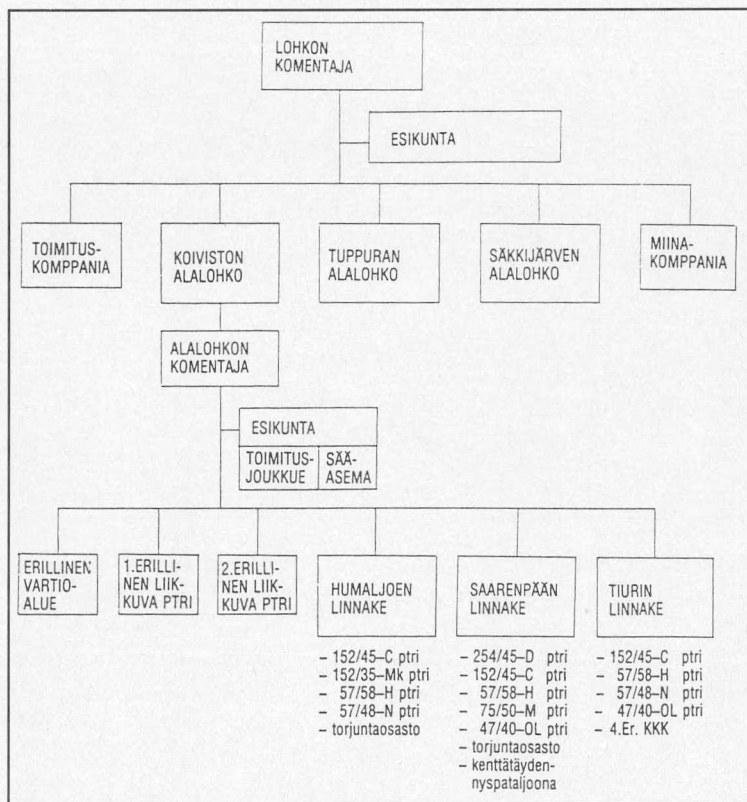 LOHKON
KOMENTAJA
ESIKUNTA
TOIMITUS-
KOMPPANIA
KOIVISTON
ALALOHKO
TUPPURAN
ALALOHKO
SÄKKIJÄRVEN
ALALOHKO
MIINA-
KOMPPANIA
ALALOHKON
KOMENTAJA
ESIKUNTA
TOIMITUS-
JOUKKUE
SÄÄ-
ASEMA
ERILLINEN
VARTIO-
ALUE
1.ERILLI-
NEN LIIK-
KUVA PTRI
2.ERILLI-
NEN LIIK-
KUVA PTRI
HUMALJOEN
LINNAKE
SAARENPÄÄN
LINNAKE
TIURIN
LINNAKE
– 152/45–C ptri
– 152/35–Mk ptri
– 57/58–H ptri
– 57/48–N ptri
– torjuntaosasto
– 254/45–D ptri
– 152/45–C ptri
– 57/58–H ptri
– 75/50–M ptri
– 47/40–OL ptri
– torjuntaosasto
– kenttätäyden-
nyspataljoona
– 152/45–C ptri
– 57/58–H ptri
– 57/48–N ptri
– 47/40–OL ptri
– 4.Er. KKK